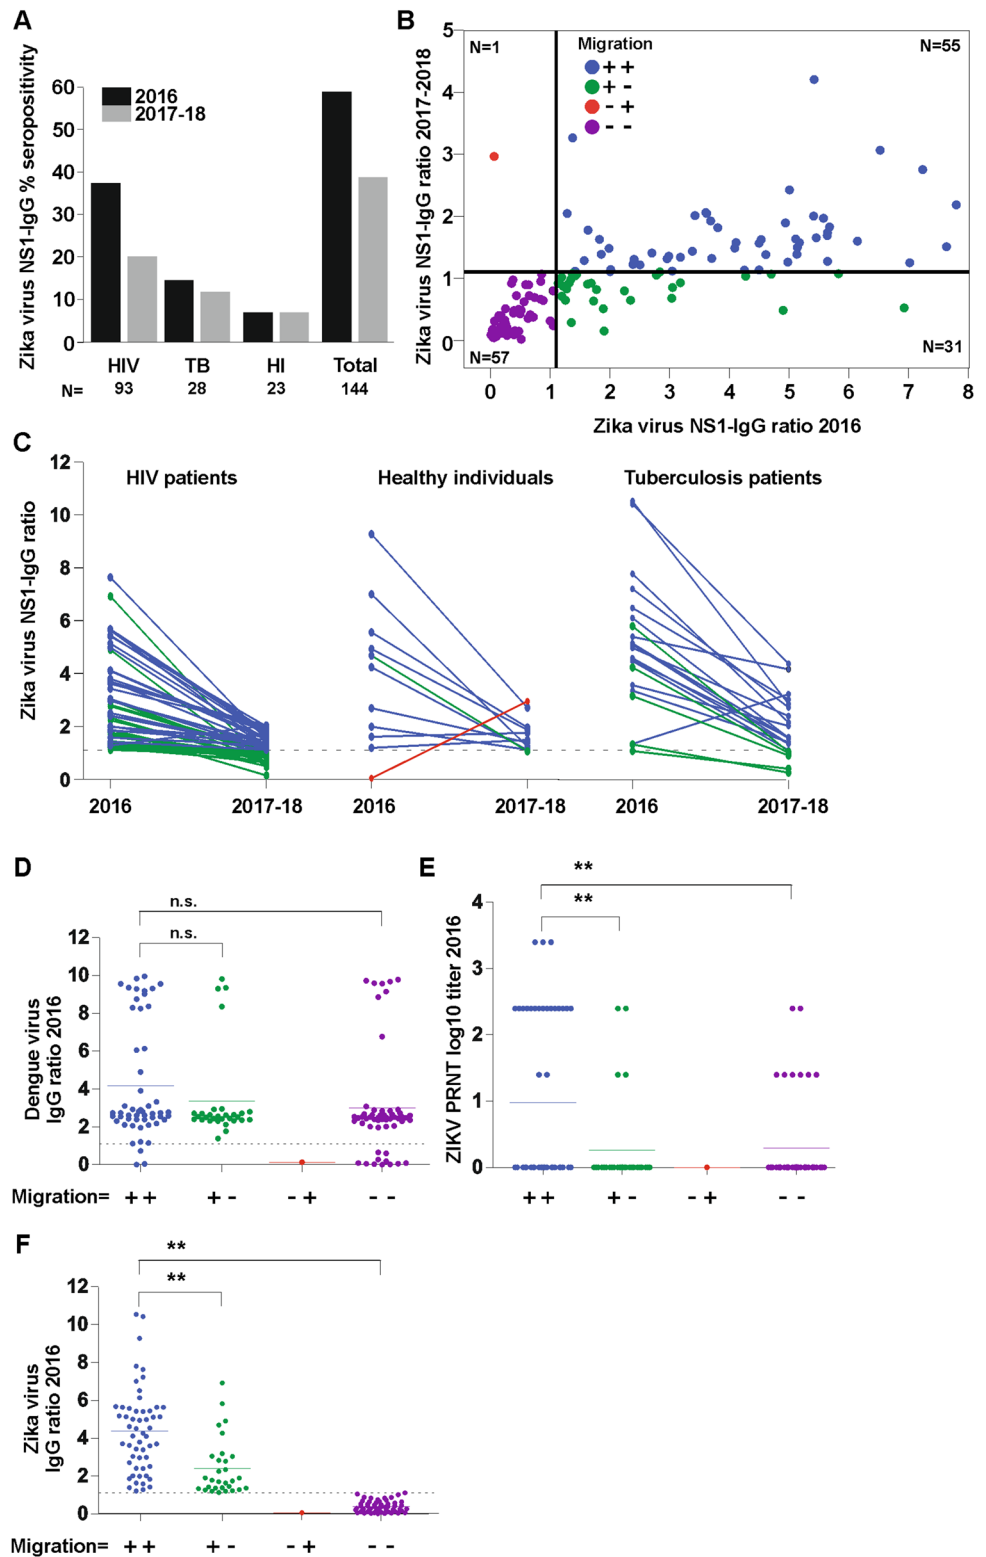 A
Zika virus NS1-IgG % seropositivity
60
50
40
30
20
10
0
2016
2017-18
HIV TB HI Total
N= 93 28 23 144
B
Zika virus NS1-IgG ratio 2017-2018
5
4
3
2
1
0
N=1
N=55
N=57
N=31
Migration
+ +
+ -
- +
- -
0 1 2 3 4 5 6 7 8
Zika virus NS1-IgG ratio 2016
C
Zika virus NS1-IgG ratio
12
10
8
6
4
2
0
HIV patients
Healthy individuals
Tuberculosis patients
2016 2017-18 2016 2017-18 2016 2017-18
D
Dengue virus
IgG ratio 2016
12
10
8
6
4
2
0
n.s.
n.s.
Migration= + + + - - + - -
E
ZIKV PRNT log10 titer 2016
4
3
2
1
0
**
**
+ + + - - + - -
F
Zika virus
IgG ratio 2016
12
10
8
6
4
2
0
**
**
Migration= + + + - - + - -